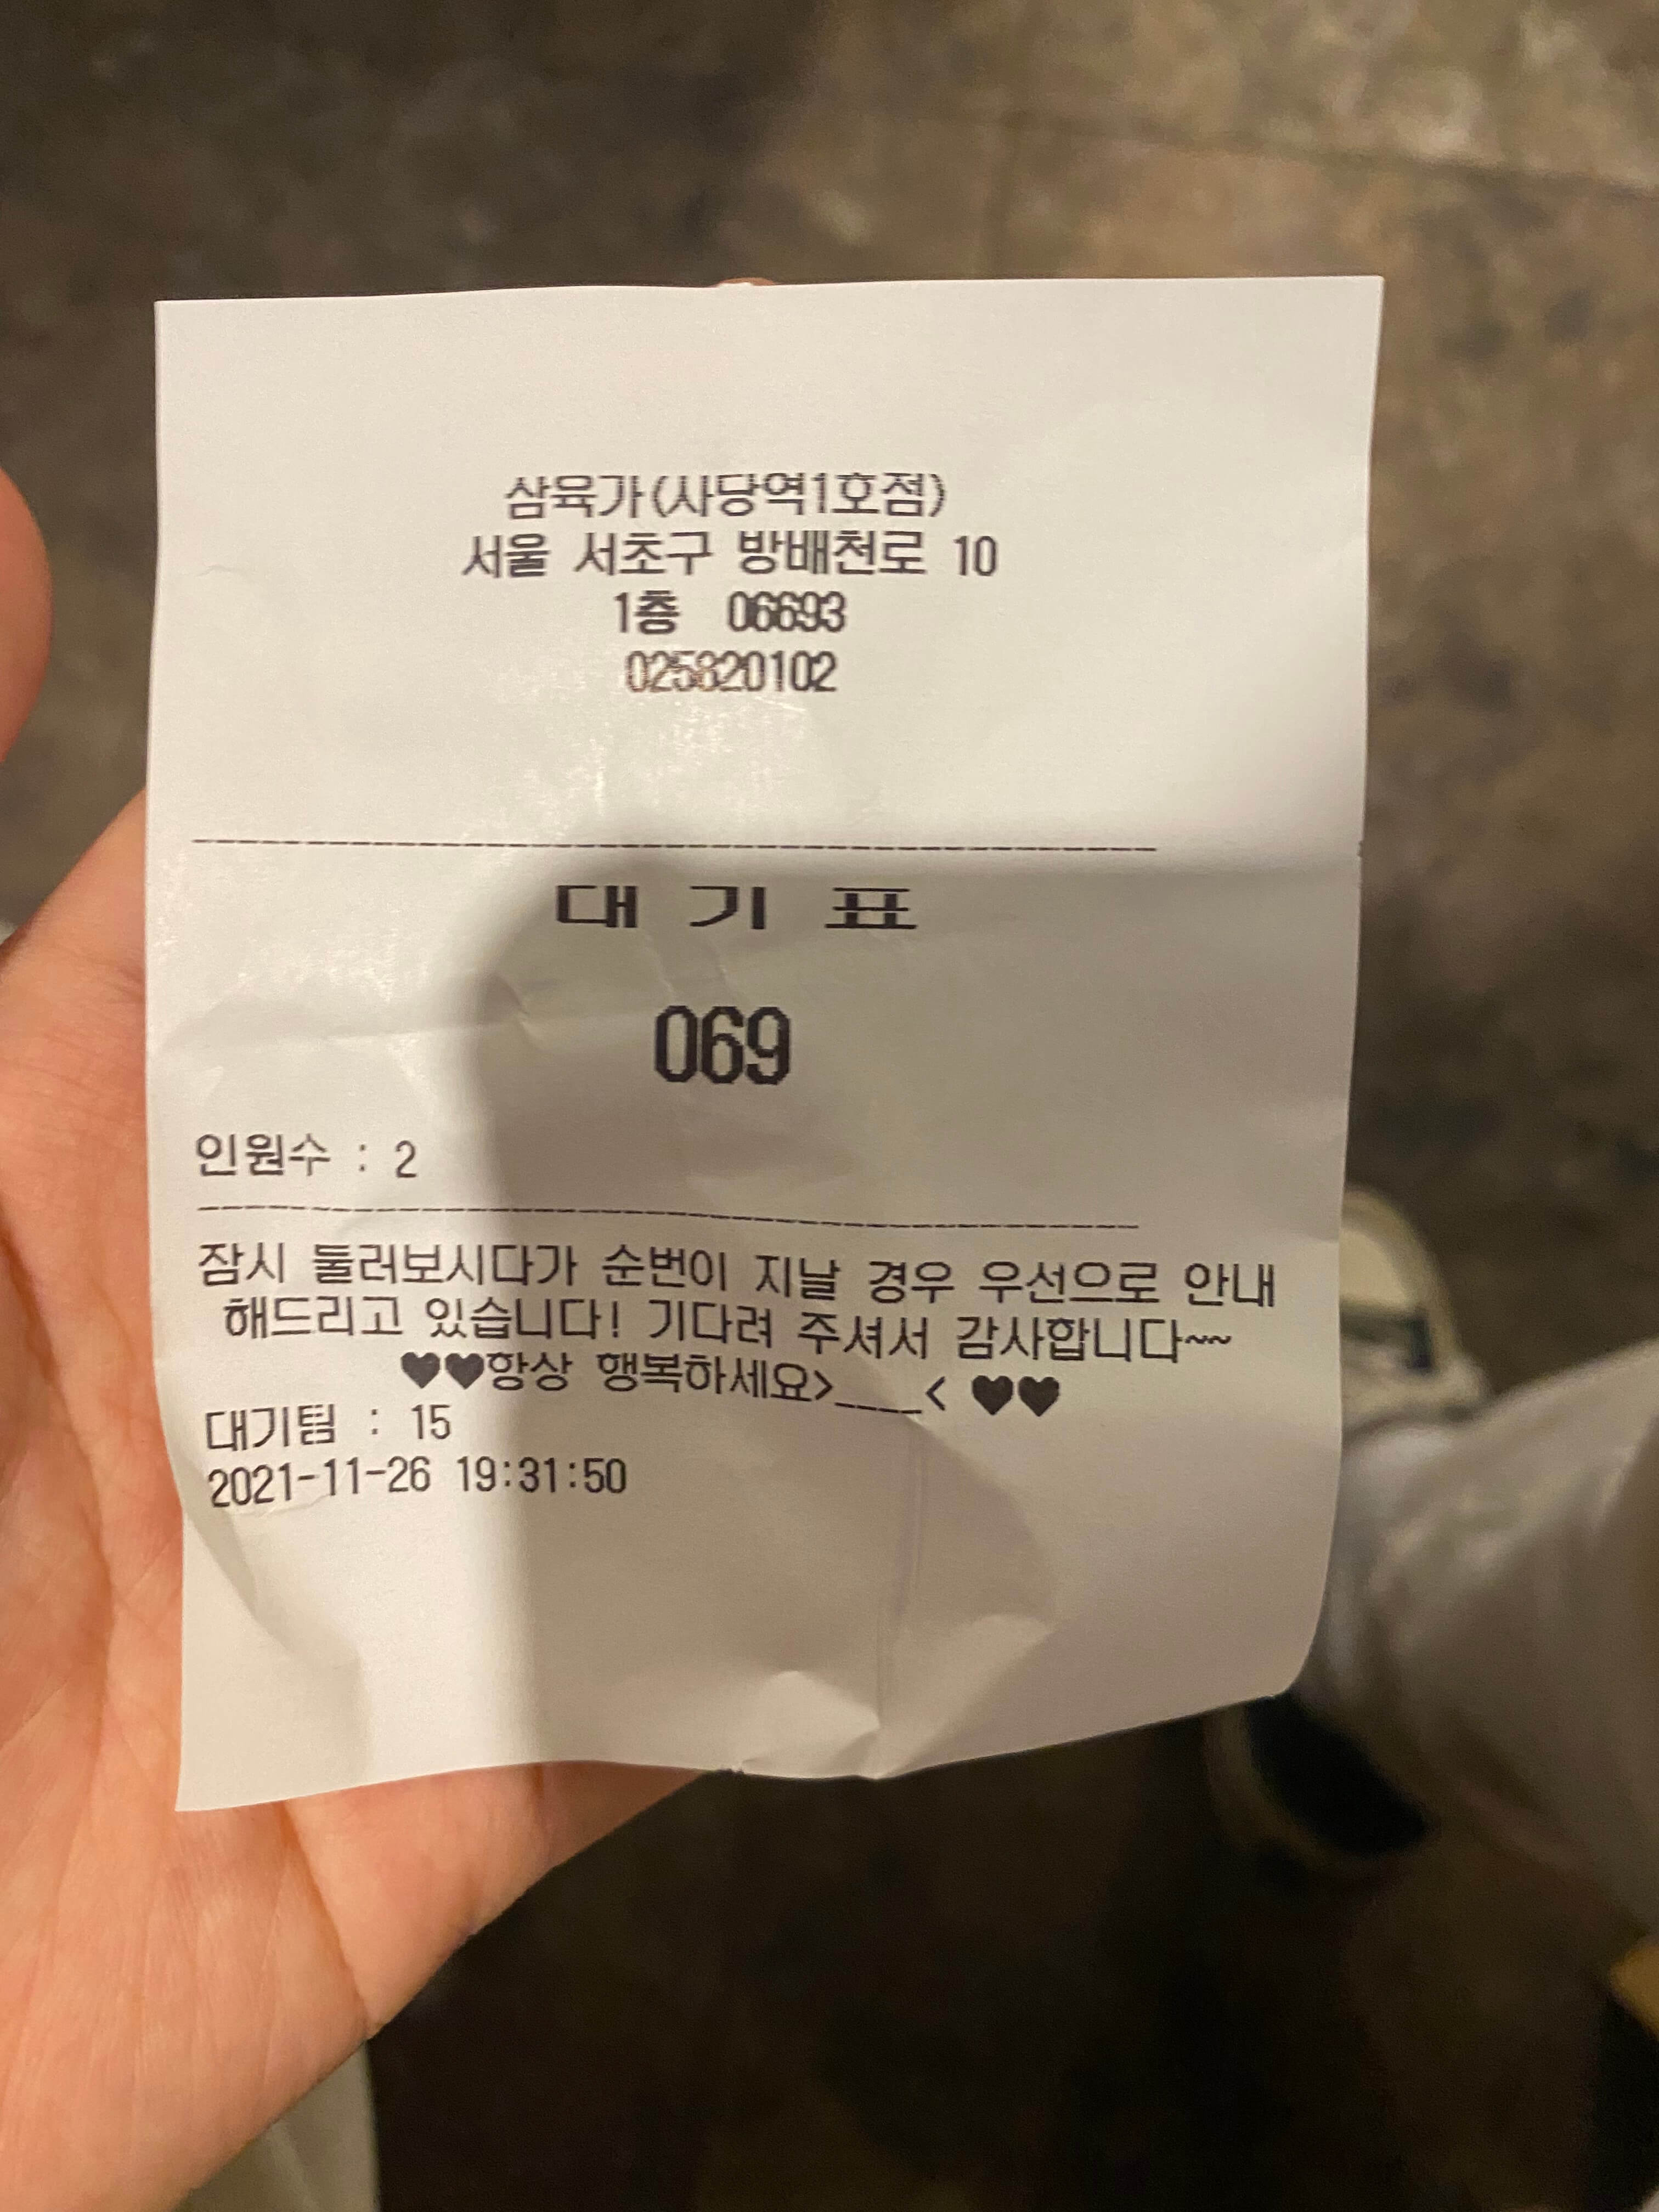 삼육가(사당역1호점)
서울 서초구 방배천로 10
1층 06693
025820102
대 기 표
069
인원수 : 2
잠시 둘러보시다가 순번이 지날 경우 우선으로 안내
해드리고 있습니다! 기다려 주셔서 감사합니다~~
♥♥항상 행복하세요>____< ♥♥
대기팀 : 15
2021-11-26 19:31:50